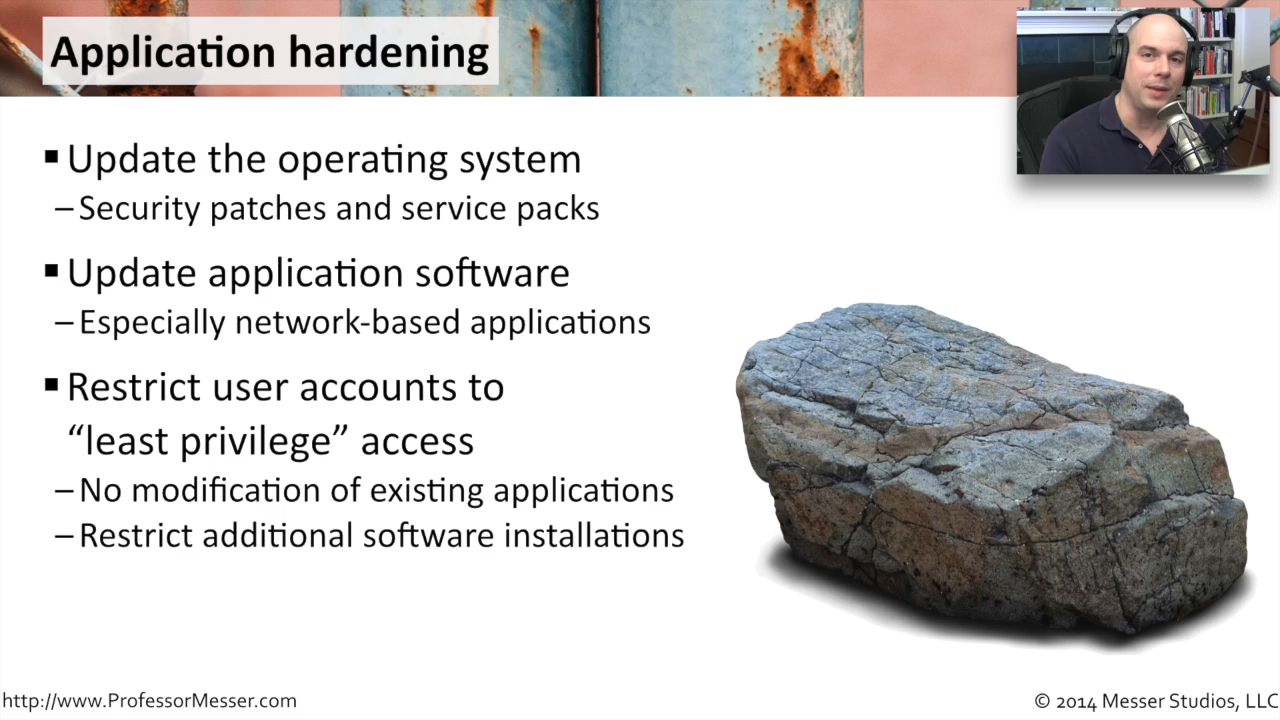 Application hardening
▪ Update the operating system
– Security patches and service packs
▪ Update application software
– Especially network-based applications
▪ Restrict user accounts to
“least privilege” access
– No modification of existing applications
– Restrict additional software installations
http://www.ProfessorMesser.com
© 2014 Messer Studios, LLC